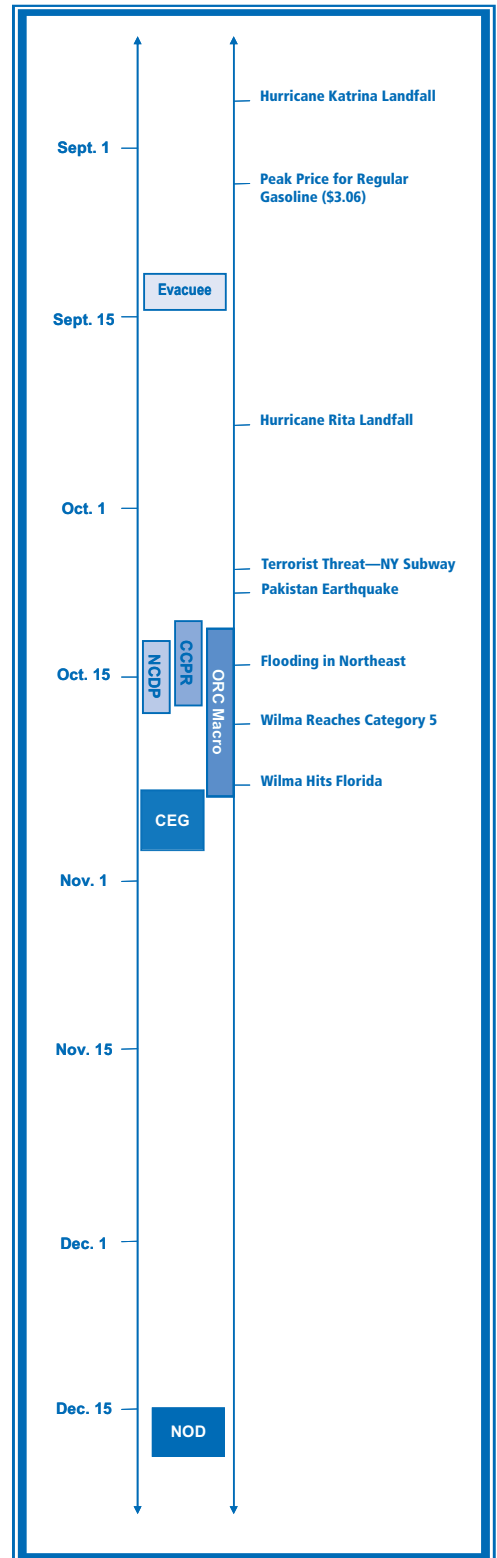 Hurricane Katrina Landfall
Sept. 1
Peak Price for Regular
Gasoline ($3.06)
Evacuee
Sept. 15
Hurricane Rita Landfall
Oct. 1
Terrorist Threat—NY Subway
Pakistan Earthquake
NCDP
CCPR
ORC Macro
Oct. 15
Flooding in Northeast
Wilma Reaches Category 5
Wilma Hits Florida
CEG
Nov. 1
Nov. 15
Dec. 1
Dec. 15
NOD